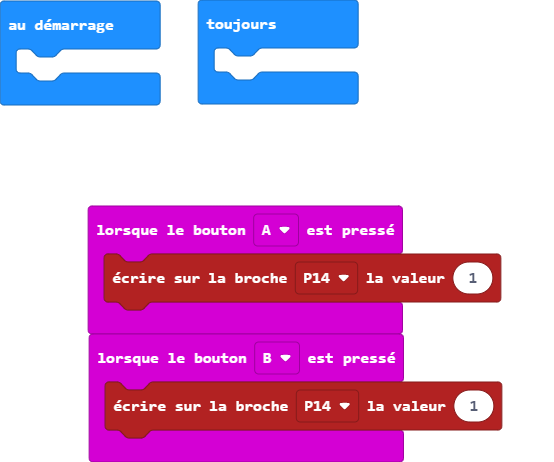 au démarrage
toujours
lorsque le bouton A est pressé
écrire sur la broche P14 la valeur 1
lorsque le bouton B est pressé
écrire sur la broche P14 la valeur 1